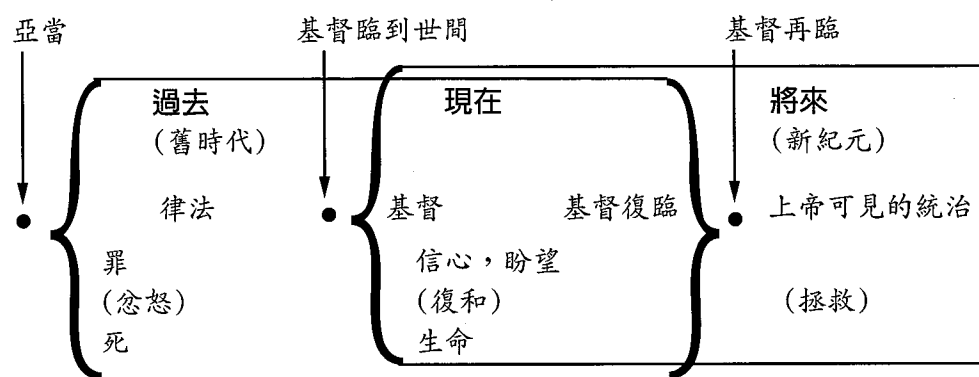 亞當 基督臨到世間 基督再臨
過去 現在 將來
(舊時代) (新紀元)
律法 基督 基督復臨 上帝可見的統治
罪 信心，盼望
(忿怒) (復和) (拯救)
死 生命